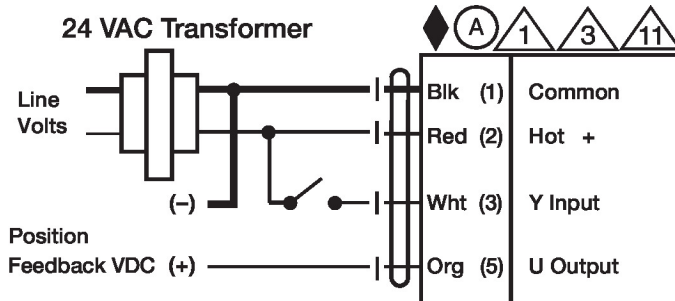 24 VAC Transformer
A 1 3 11
Line Volts
Blk (1) Common
Red (2) Hot +
(–)
Wht (3) Y Input
Position
Feedback VDC (+)
Org (5) U Output